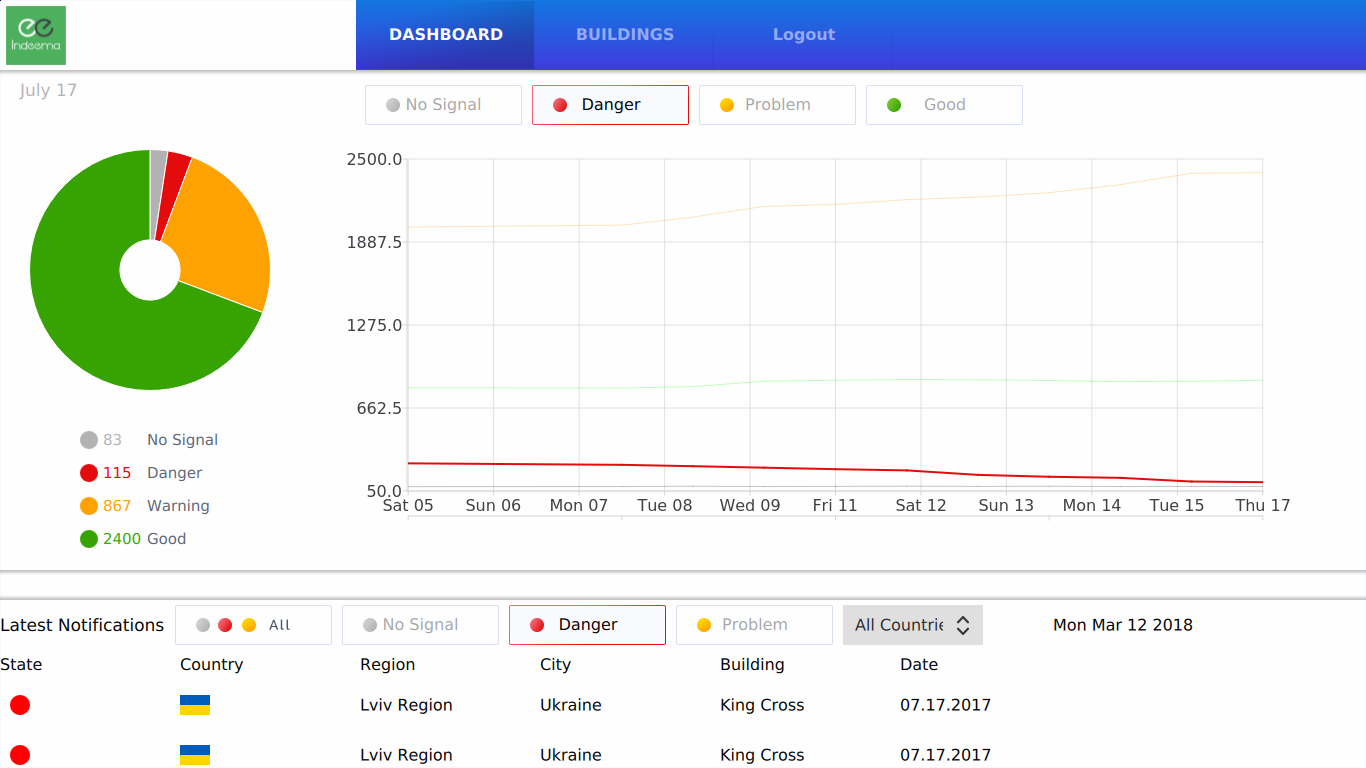 Indeema
DASHBOARD BUILDINGS Logout
July 17
No Signal Danger Problem Good
2500.0
1887.5
1275.0
662.5
50.0
Sat 05 Sun 06 Mon 07 Tue 08 Wed 09 Fri 11 Sat 12 Sun 13 Mon 14 Tue 15 Thu 17
83 No Signal
115 Danger
867 Warning
2400 Good
Latest Notifications All No Signal Danger Problem All Countrie Mon Mar 12 2018
State Country Region City Building Date
Lviv Region Ukraine King Cross 07.17.2017
Lviv Region Ukraine King Cross 07.17.2017